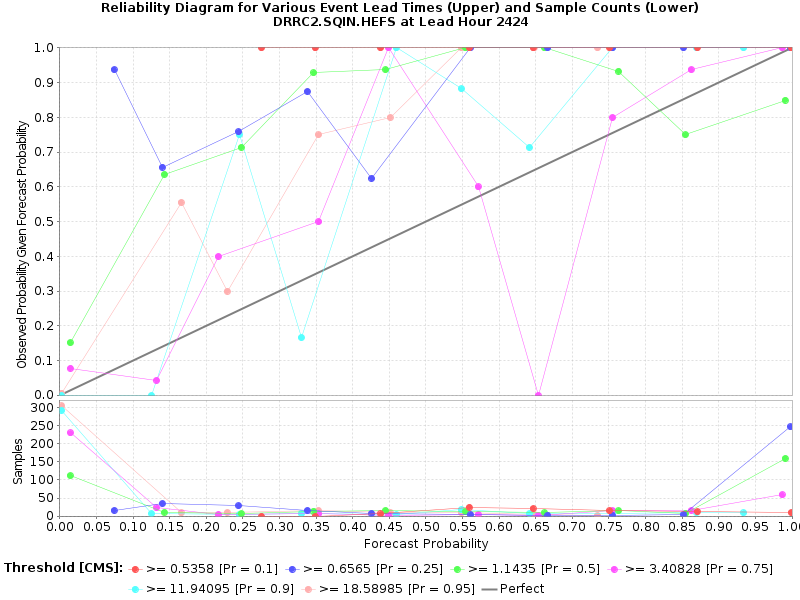 Reliability Diagram for Various Event Lead Times (Upper) and Sample Counts (Lower)
DRRC2.SQIN.HEFS at Lead Hour 2424
Observed Probability Given Forecast Probability
1.0
0.9
0.8
0.7
0.6
0.5
0.4
0.3
0.2
0.1
0.0
Samples
300
250
200
150
100
50
0
0.00 0.05 0.10 0.15 0.20 0.25 0.30 0.35 0.40 0.45 0.50 0.55 0.60 0.65 0.70 0.75 0.80 0.85 0.90 0.95 1.0
Forecast Probability
Threshold [CMS]: >= 0.5358 [Pr = 0.1] >= 0.6565 [Pr = 0.25] >= 1.1435 [Pr = 0.5] >= 3.40828 [Pr = 0.75]
>= 11.94095 [Pr = 0.9] >= 18.58985 [Pr = 0.95] Perfect